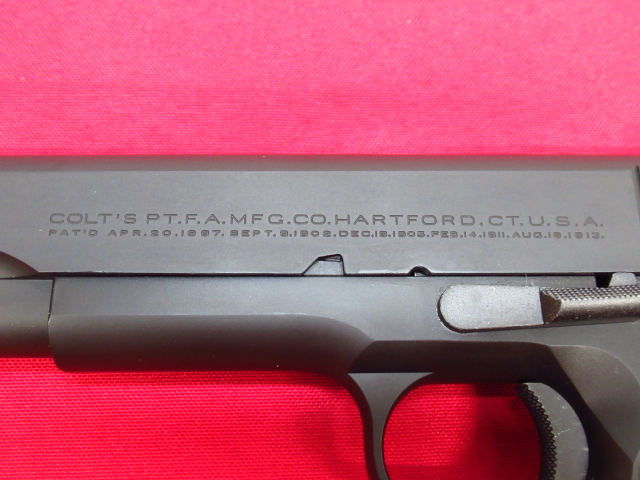 COLT'S PT.F.A.MFG.CO.HARTFORD,CT.U.S.A.
PAT'D APR.20.1897.SEPT.9.1902.DEC.19.1905.FEB.14.1911.AUG.19.1913.